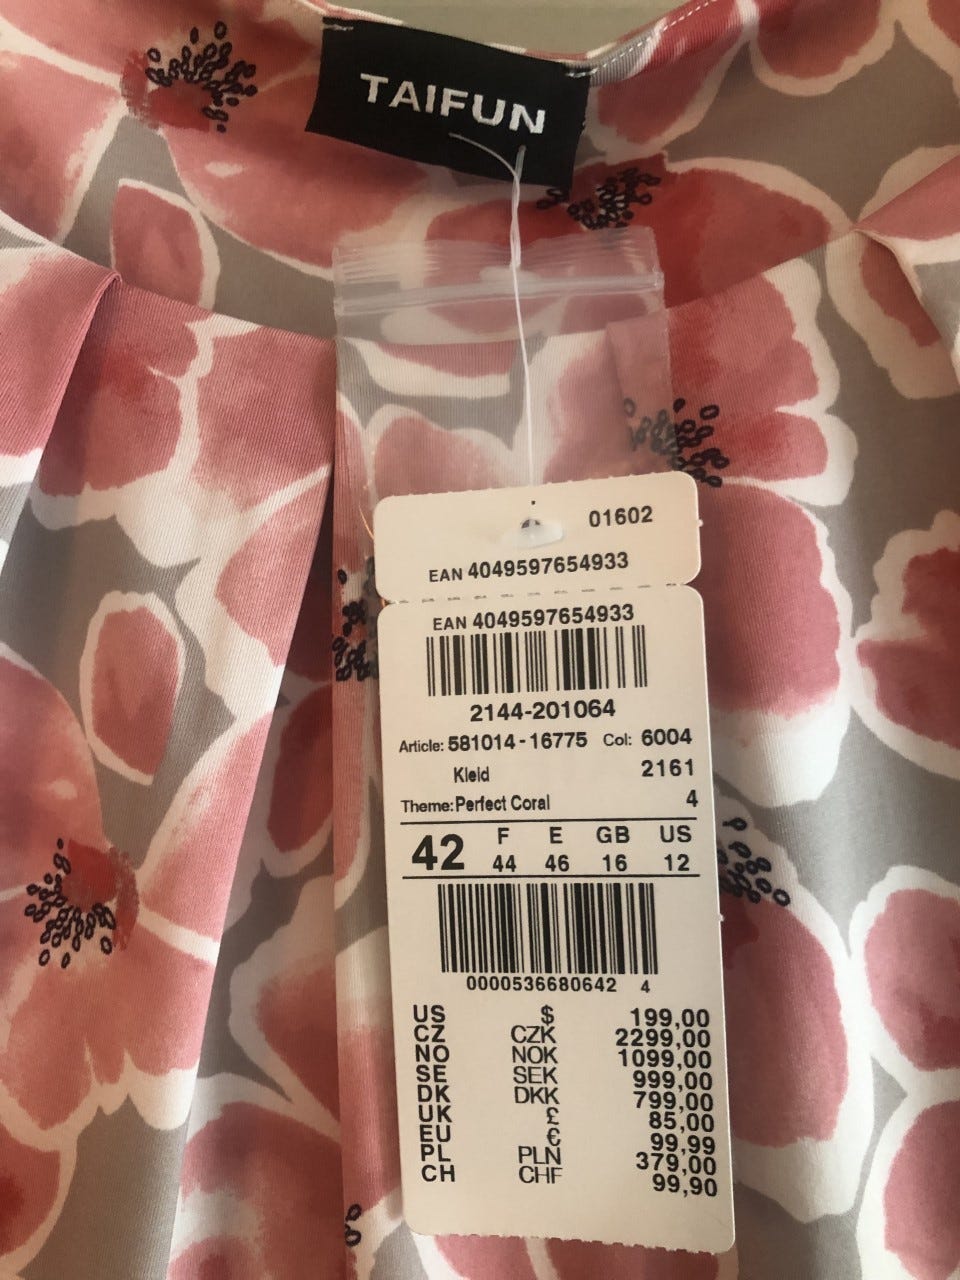 TAIFUN
01602
EAN 4049597654933
EAN 4049597654933
2144-201064
Article: 581014-16775 Col: 6004
Kleid 2161
Theme: Perfect Coral 4
42 F E GB US
44 46 16 12
0000536680642 4
US $ 199,00
CZ CZK 2299,00
NO NOK 1099,00
SE SEK 999,00
DK DKK 799,00
UK £ 85,00
EU € 99,99
PL PLN 379,00
CH CHF 99,90